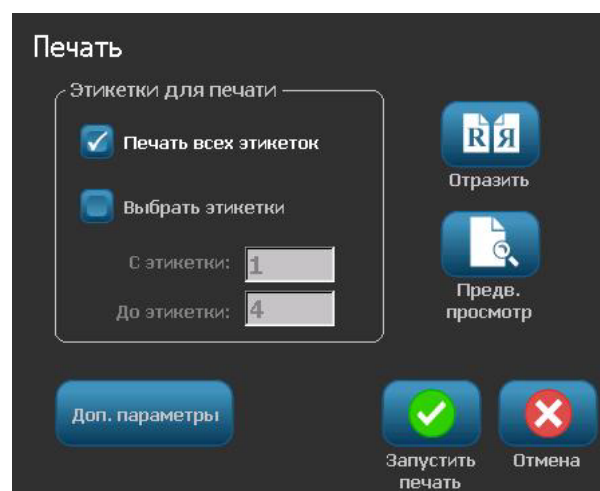 Печать
Этикетки для печати
Печать всех этикеток
Выбрать этикетки
С этикетки: 1
До этикетки: 4
R Я
Отразить
Предв.
просмотр
Доп. параметры
Запустить
печать
Отмена